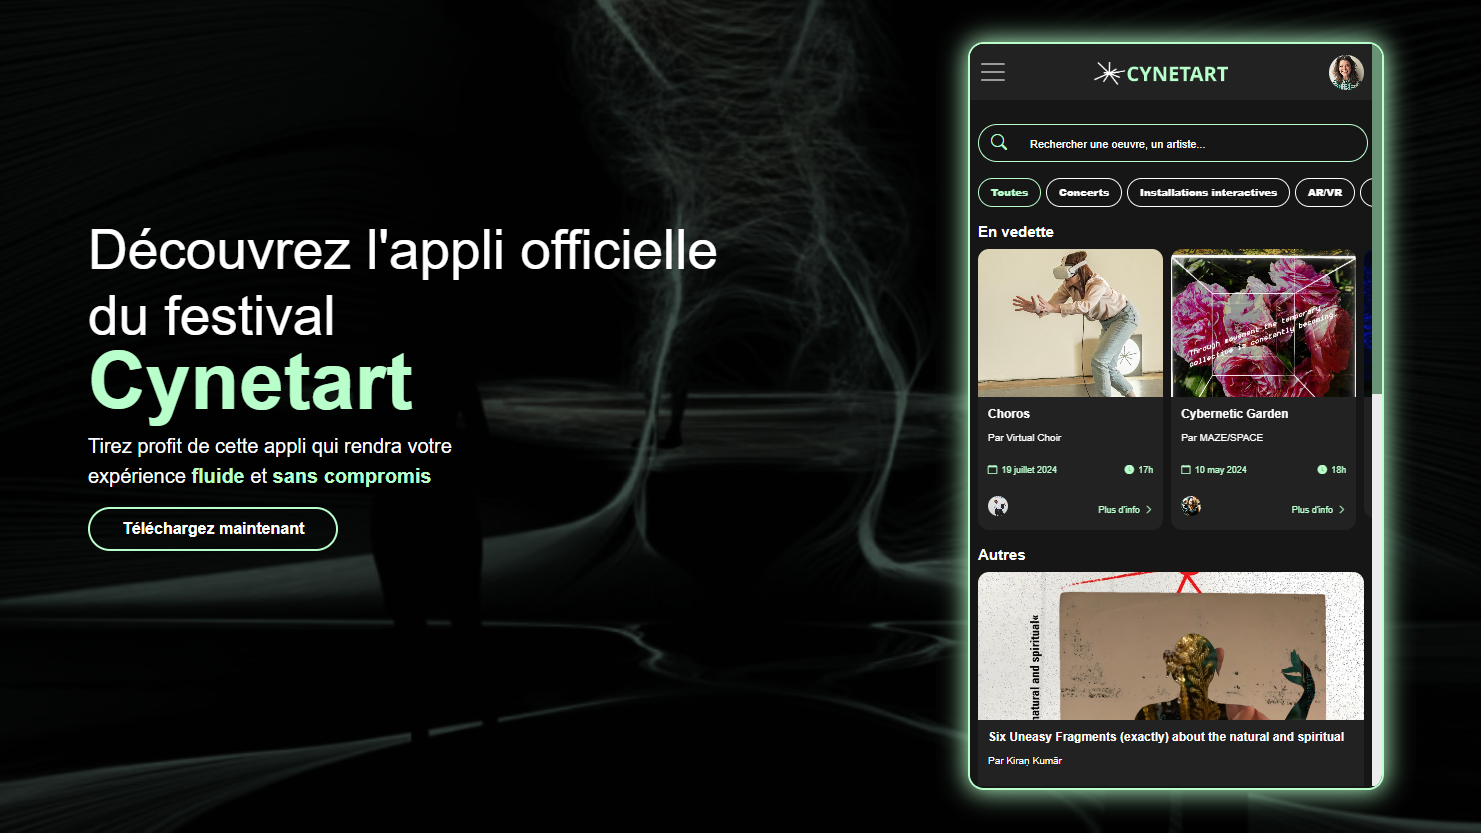 Découvrez l'appli officielle
du festival
Cynetart
Tirez profit de cette appli qui rendra votre
expérience fluide et sans compromis
Téléchargez maintenant
CYNETART
Rechercher une oeuvre, un artiste...
Toutes
Concerts
Installations interactives
AR/VR
En vedette
Through movement the temporary
collective is constantly becoming.
Choros
Par Virtual Choir
19 juillet 2024
17h
Plus d'info
Cybernetic Garden
Par MAZE/SPACE
10 may 2024
18h
Plus d'info
Autres
natural and spiritual«
Six Uneasy Fragments (exactly) about the natural and spiritual
Par Kiraṇ Kumār